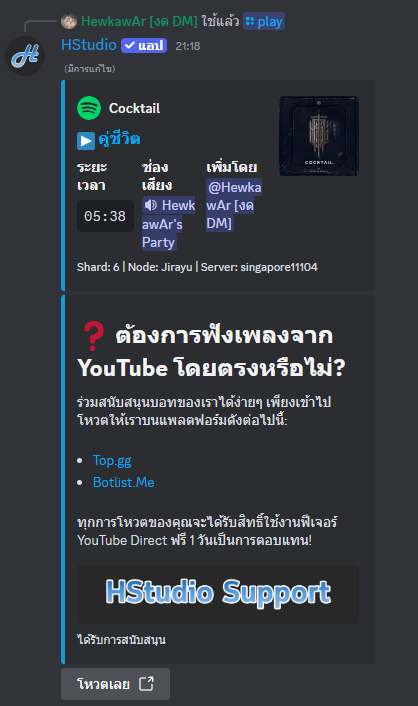 HewkawAr [งด DM] ใช้แล้ว play
HStudio ✓ แอป 21:18
(มีการแก้ไข)
Cocktail
คู่ชีวิต
COCKTAIL
ระยะ
เวลา
05:38
ช่อง
เสียง
Hewk
awAr's
Party
เพิ่มโดย
@Hewka
wAr [งด
DM]
Shard: 6 | Node: Jirayu | Server: singapore11104
❓ ต้องการฟังเพลงจาก
YouTube โดยตรงหรือไม่?
ร่วมสนับสนุนบอทของเราได้ง่ายๆ เพียงเข้าไป
โหวตให้เราบนแพลตฟอร์มดังต่อไปนี้:
• Top.gg
• Botlist.Me
ทุกการโหวตของคุณจะได้รับสิทธิ์ใช้งานฟีเจอร์
YouTube Direct ฟรี 1 วันเป็นการตอบแทน!
HStudio Support
ได้รับการสนับสนุน
โหวตเลย